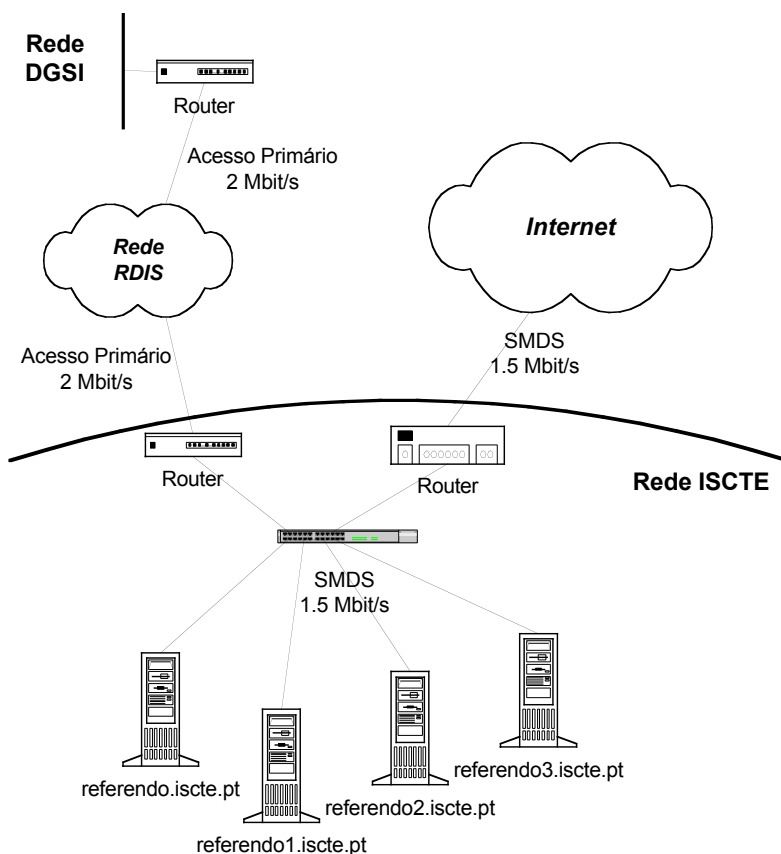 Rede
DGSI
Router
Acesso Primário
2 Mbit/s
Rede
RDIS
Internet
Acesso Primário
2 Mbit/s
SMDS
1.5 Mbit/s
Router
Router
Rede ISCTE
SMDS
1.5 Mbit/s
referendo.iscte.pt
referendo1.iscte.pt
referendo2.iscte.pt
referendo3.iscte.pt